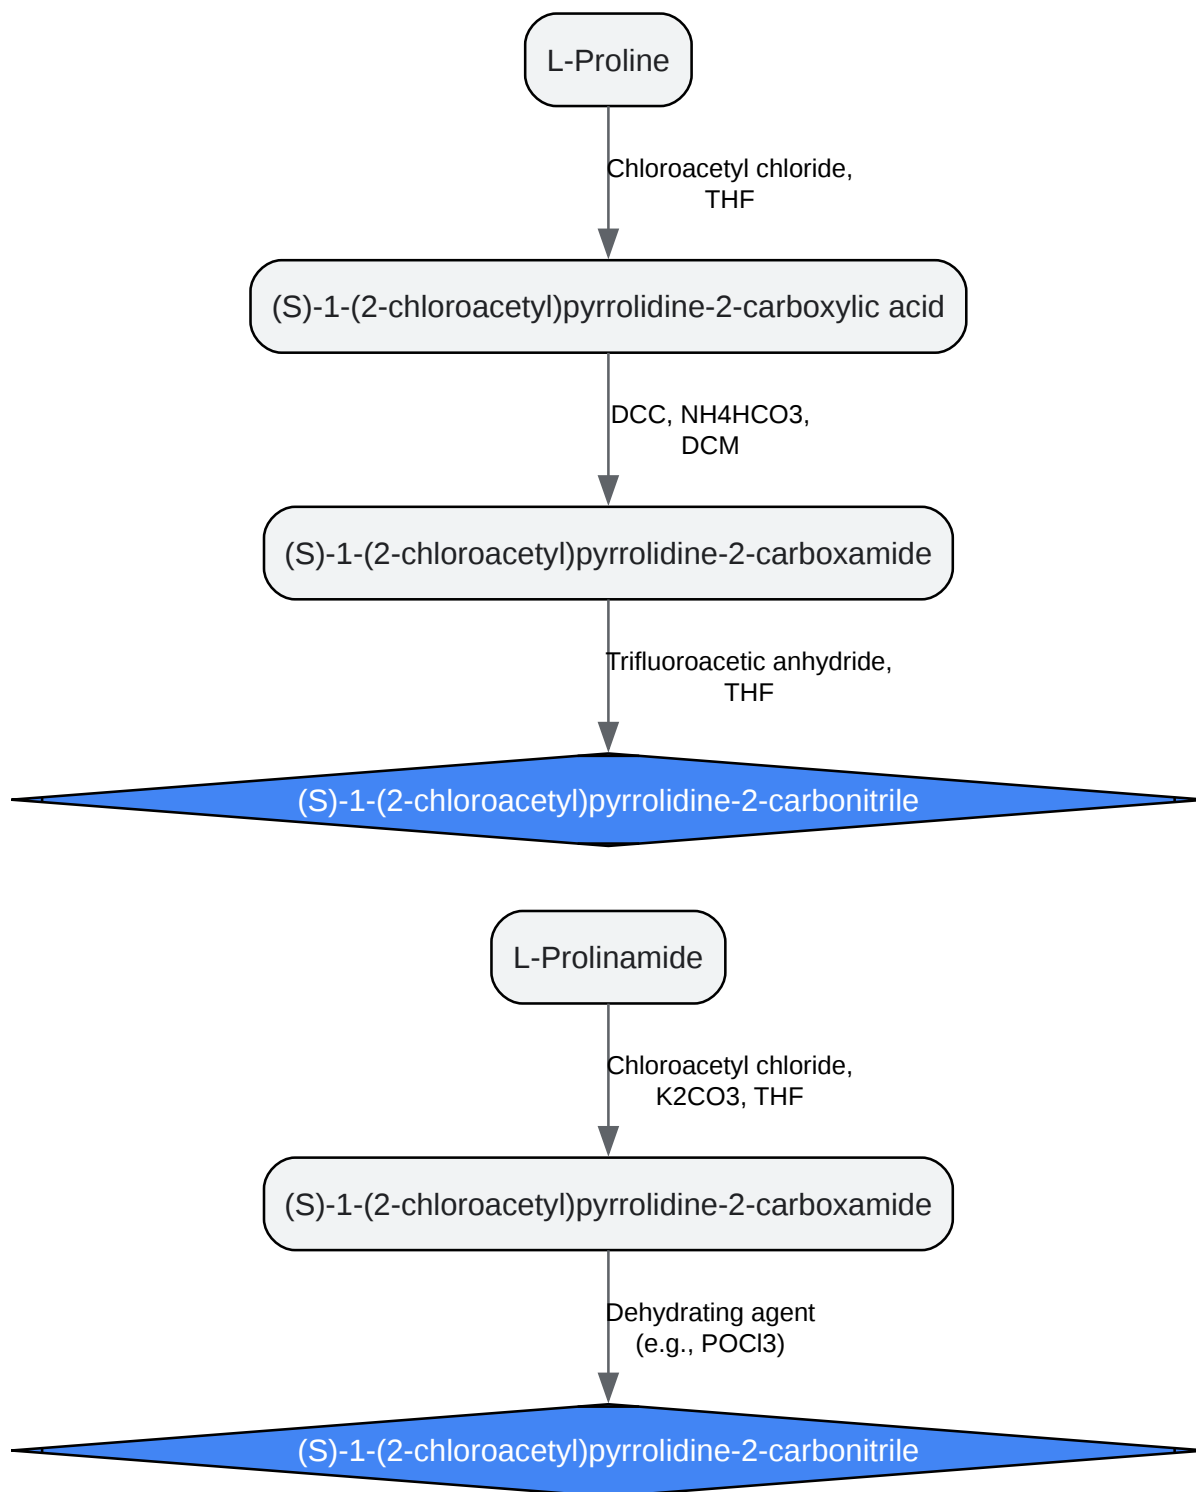 L-Proline
Chloroacetyl chloride,
THF
(S)-1-(2-chloroacetyl)pyrrolidine-2-carboxylic acid
DCC, NH4HCO3,
DCM
(S)-1-(2-chloroacetyl)pyrrolidine-2-carboxamide
Trifluoroacetic anhydride,
THF
(S)-1-(2-chloroacetyl)pyrrolidine-2-carbonitrile
L-Prolinamide
Chloroacetyl chloride,
K2CO3, THF
(S)-1-(2-chloroacetyl)pyrrolidine-2-carboxamide
Dehydrating agent
(e.g., POCl3)
(S)-1-(2-chloroacetyl)pyrrolidine-2-carbonitrile